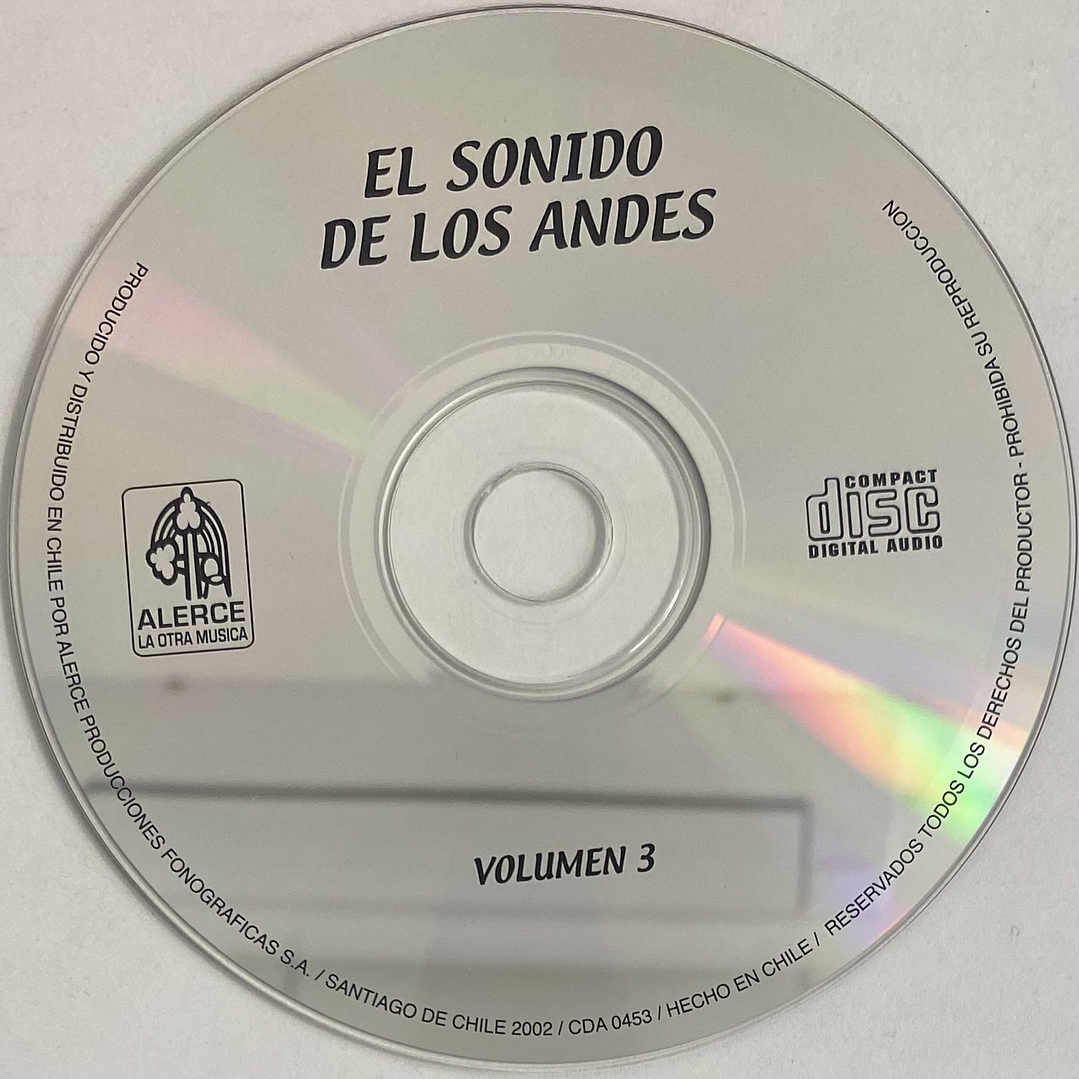 EL SONIDO
DE LOS ANDES
ALERCE
LA OTRA MUSICA
COMPACT
disc
DIGITAL AUDIO
VOLUMEN 3
PRODUCIDO Y DISTRIBUIDO EN CHILE POR ALERCE PRODUCCIONES FONOGRAFICAS S.A. / SANTIAGO DE CHILE 2002 / CDA 0453 / HECHO EN CHILE / RESERVADOS TODOS LOS DERECHOS DEL PRODUCTOR - PROHIBIDA SU REPRODUCCION